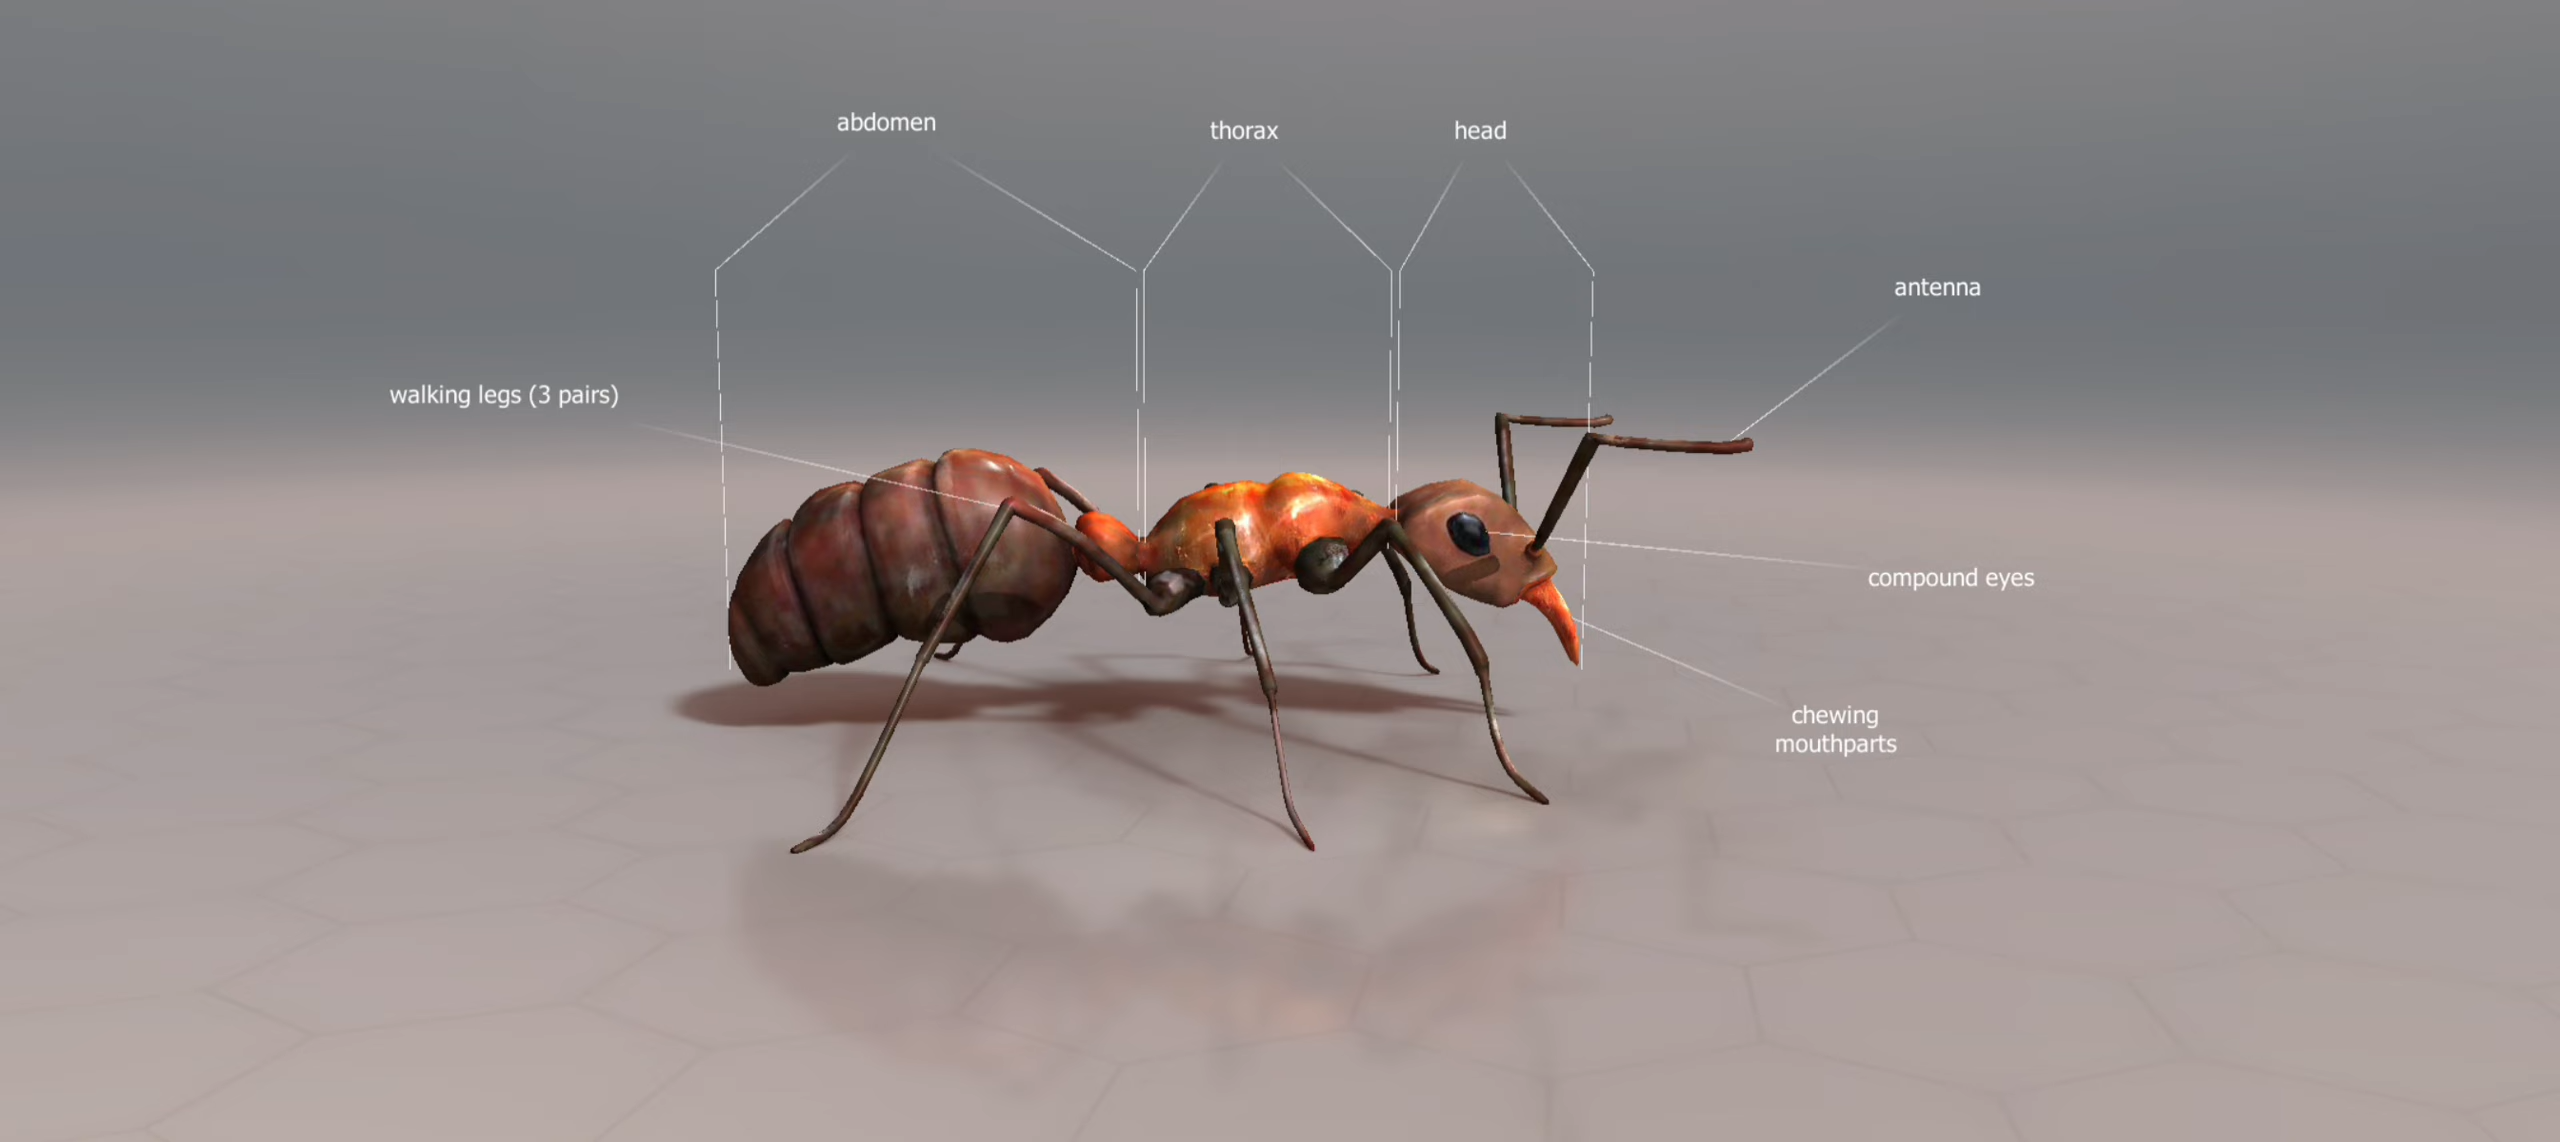 abdomen
thorax
head
antenna
walking legs (3 pairs)
compound eyes
chewing
mouthparts